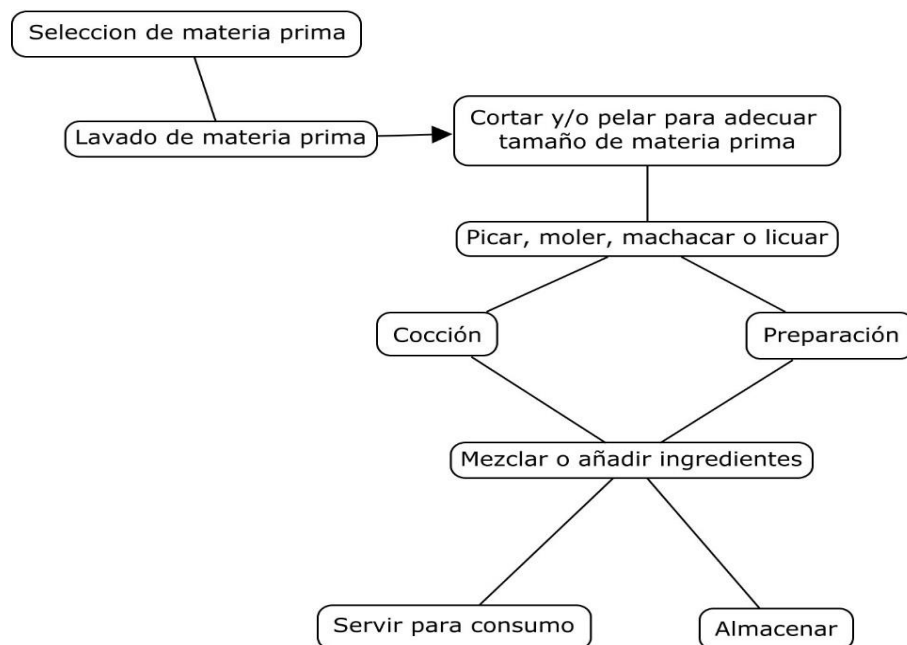 Seleccion de materia prima
Lavado de materia prima
Cortar y/o pelar para adecuar
tamaño de materia prima
Picar, moler, machacar o licuar
Cocción
Preparación
Mezclar o añadir ingredientes
Servir para consumo
Almacenar